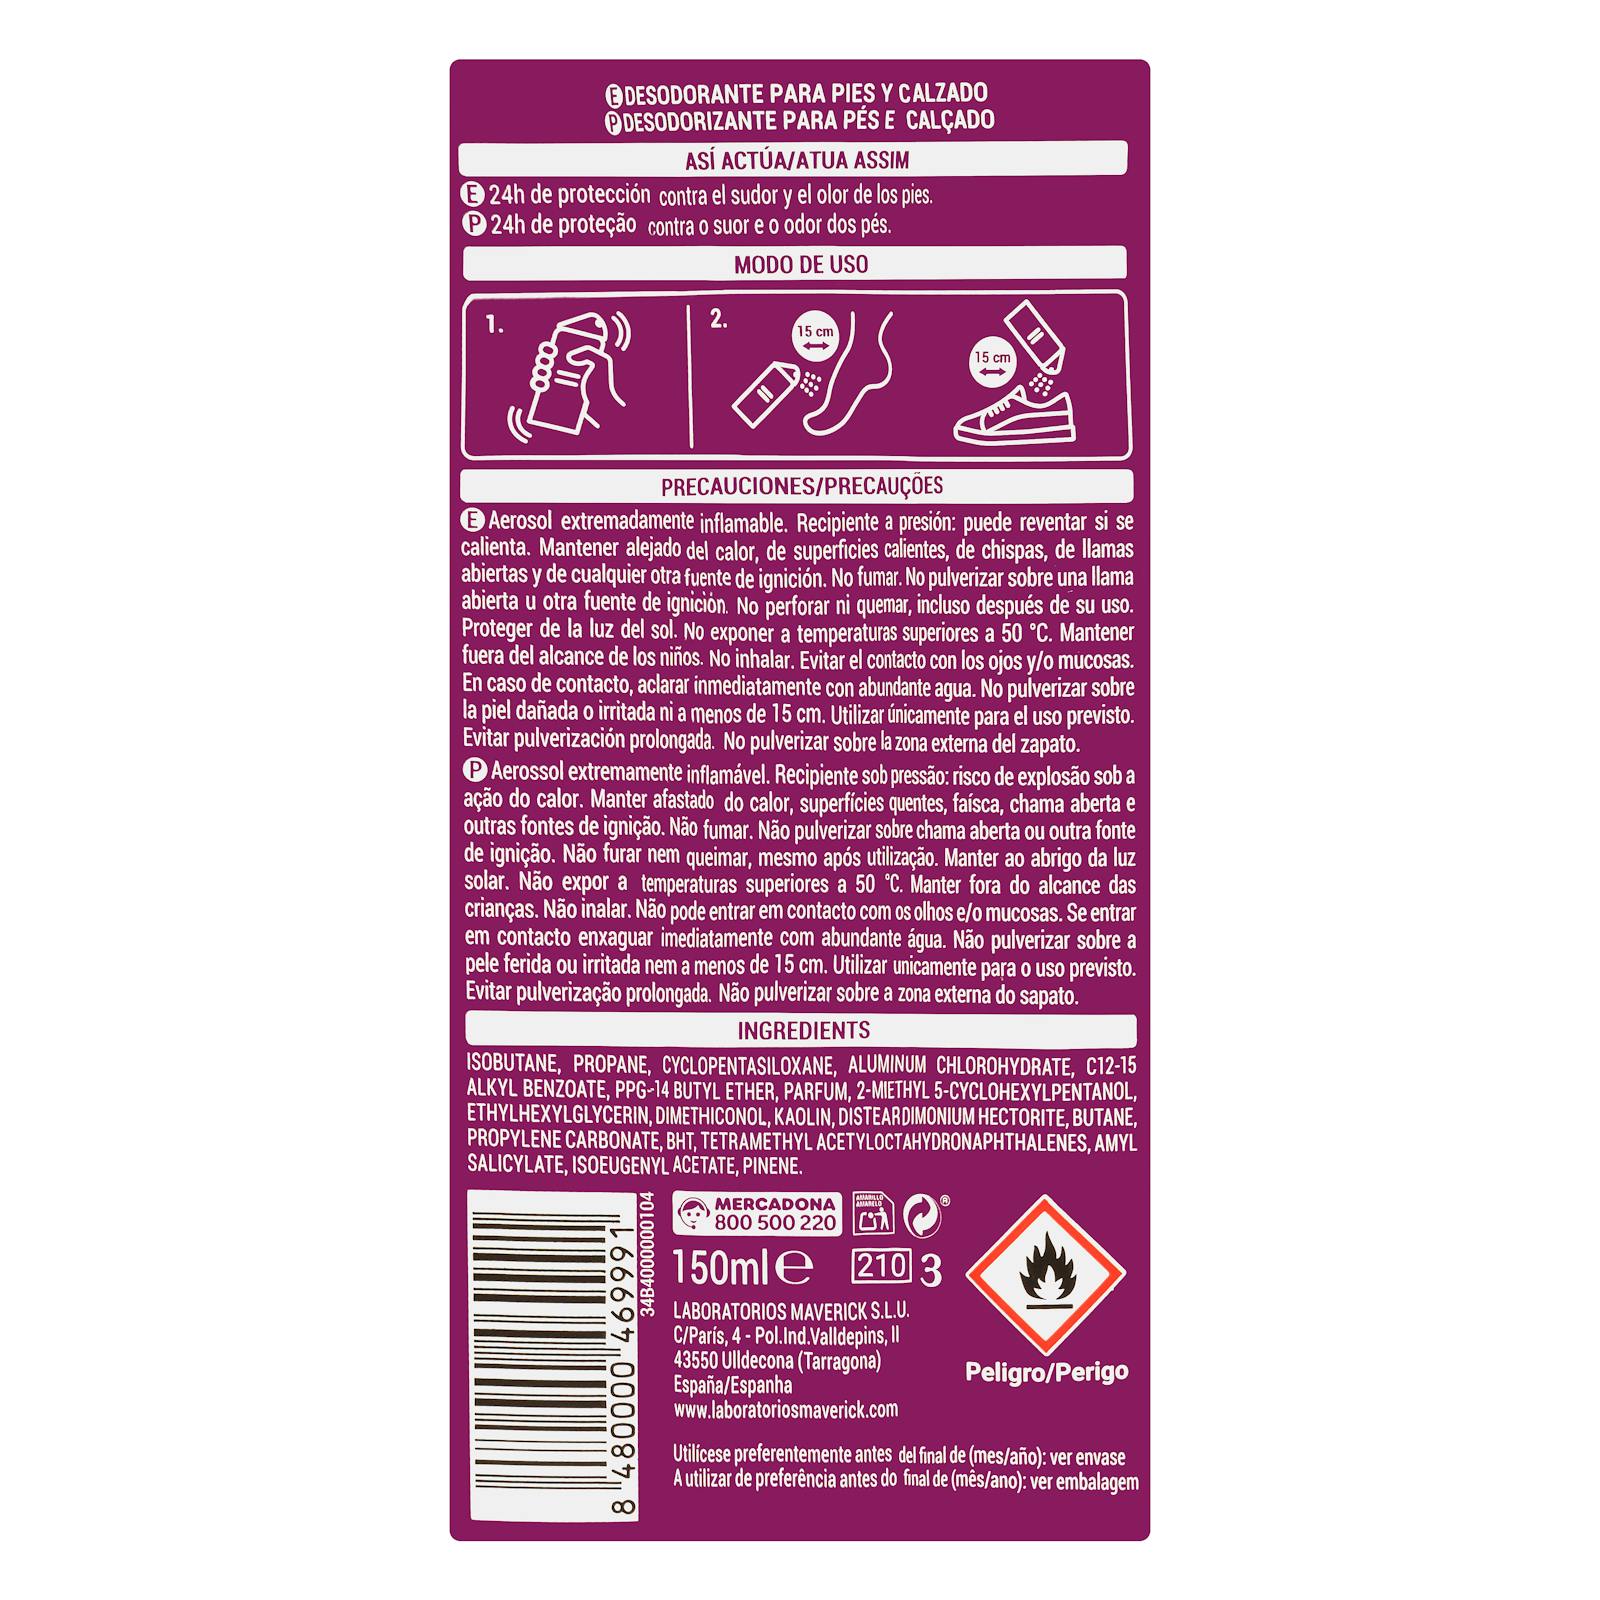 E DESODORANTE PARA PIES Y CALZADO
P DESODORIZANTE PARA PÉS E CALÇADO
ASÍ ACTÚA/ATUA ASSIM
E 24h de protección contra el sudor y el olor de los pies.
P 24h de proteção contra o suor e o odor dos pés.
MODO DE USO
1.
2.
15 cm
15 cm
PRECAUCIONES/PRECAUÇÕES
E Aerosol extremadamente inflamable. Recipiente a presión: puede reventar si se
calienta. Mantener alejado del calor, de superficies calientes, de chispas, de llamas
abiertas y de cualquier otra fuente de ignición. No fumar. No pulverizar sobre una llama
abierta u otra fuente de ignición. No perforar ni quemar, incluso después de su uso.
Proteger de la luz del sol. No exponer a temperaturas superiores a 50 °C. Mantener
fuera del alcance de los niños. No inhalar. Evitar el contacto con los ojos y/o mucosas.
En caso de contacto, aclarar inmediatamente con abundante agua. No pulverizar sobre
la piel dañada o irritada ni a menos de 15 cm. Utilizar únicamente para el uso previsto.
Evitar pulverización prolongada. No pulverizar sobre la zona externa del zapato.
P Aerossol extremamente inflamável. Recipiente sob pressão: risco de explosão sob a
ação do calor. Manter afastado do calor, superfícies quentes, faísca, chama aberta e
outras fontes de ignição. Não fumar. Não pulverizar sobre chama aberta ou outra fonte
de ignição. Não furar nem queimar, mesmo após utilização. Manter ao abrigo da luz
solar. Não expor a temperaturas superiores a 50 °C. Manter fora do alcance das
crianças. Não inalar. Não pode entrar em contacto com os olhos e/o mucosas. Se entrar
em contacto enxaguar imediatamente com abundante água. Não pulverizar sobre a
pele ferida ou irritada nem a menos de 15 cm. Utilizar unicamente para o uso previsto.
Evitar pulverização prolongada. Não pulverizar sobre a zona externa do sapato.
INGREDIENTS
ISOBUTANE, PROPANE, CYCLOPENTASILOXANE, ALUMINUM CHLOROHYDRATE, C12-15
ALKYL BENZOATE, PPG-14 BUTYL ETHER, PARFUM, 2-MIETHYL 5-CYCLOHEXYLPENTANOL,
ETHYLHEXYLGLYCERIN, DIMETHICONOL, KAOLIN, DISTEARDIMONIUM HECTORITE, BUTANE,
PROPYLENE CARBONATE, BHT, TETRAMETHYL ACETYLOCTAHYDRONAPHTHALENES, AMYL
SALICYLATE, ISOEUGENYL ACETATE, PINENE.
8 480000 469991
34B4000000104
MERCADONA
800 500 220
AMARILLO
AMARELO
®
150ml e
210 3
LABORATORIOS MAVERICK S.L.U.
C/París, 4 - Pol.Ind.Valldepins, II
43550 Ulldecona (Tarragona)
España/Espanha
www.laboratoriosmaverick.com
Peligro/Perigo
Utilícese preferentemente antes del final de (mes/año): ver envase
A utilizar de preferência antes do final de (mês/ano): ver embalagem